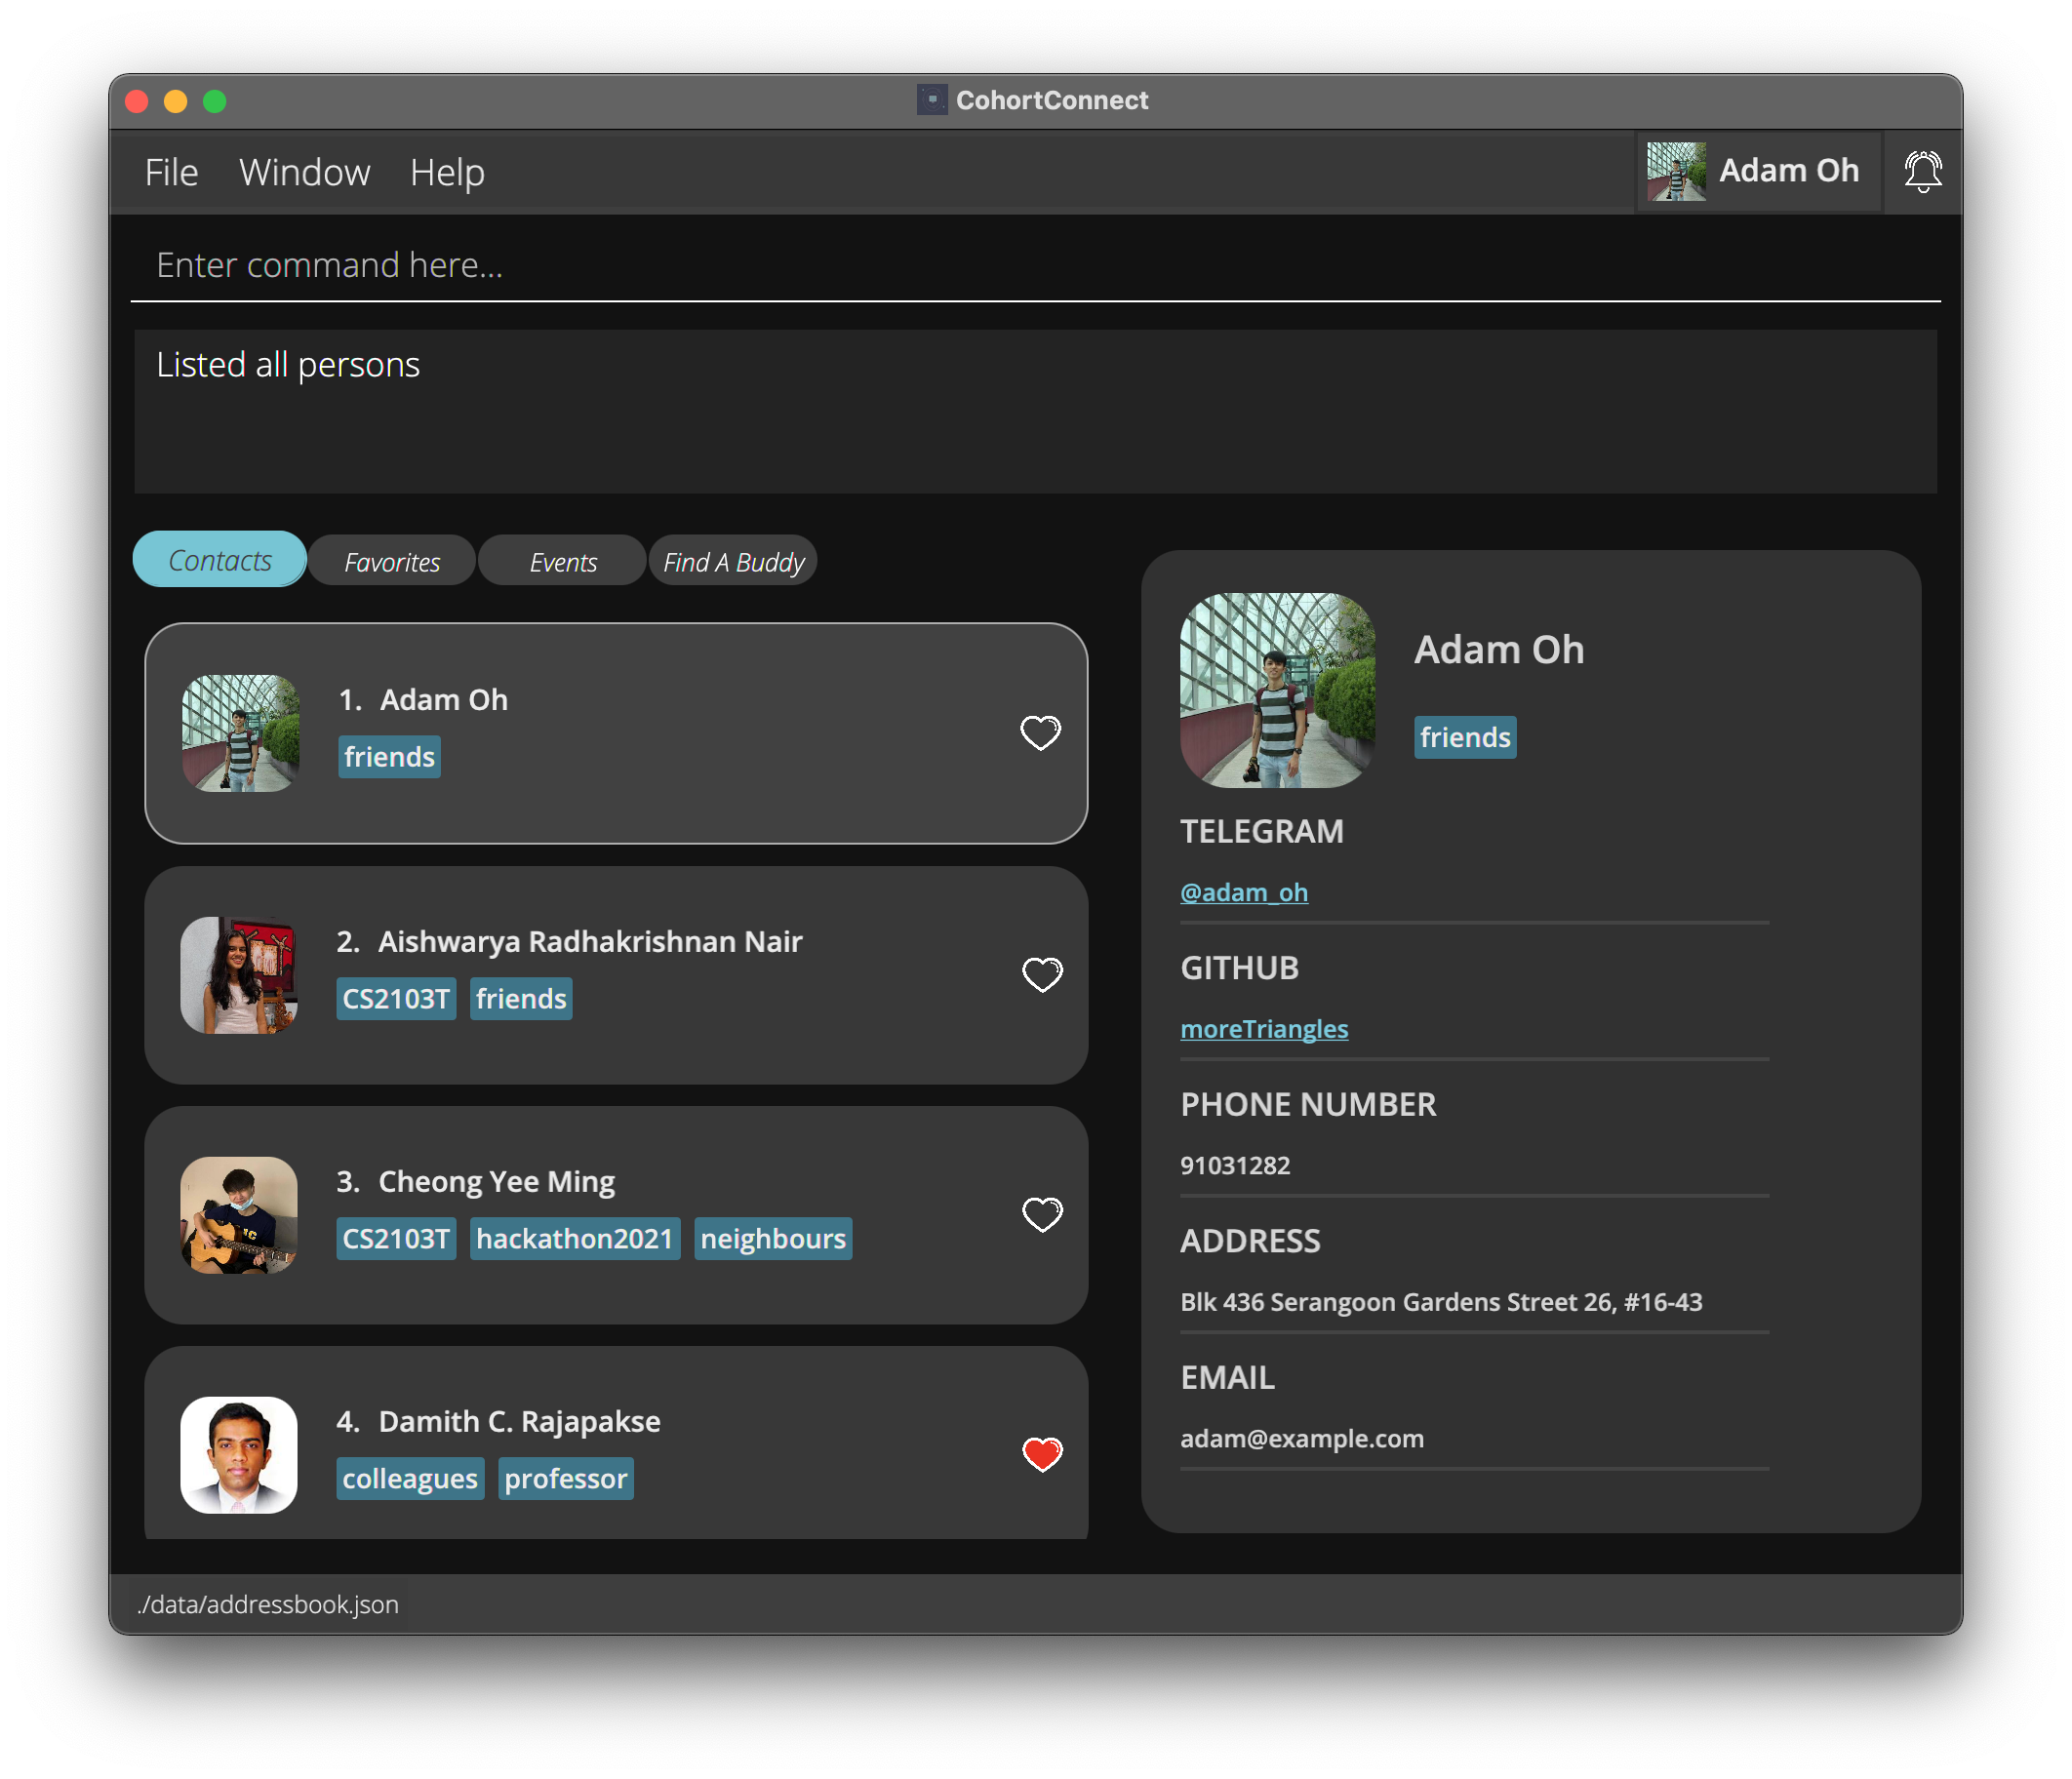 CohortConnect
File Window Help
Adam Oh
Enter command here...
Listed all persons
Contacts Favorites Events Find A Buddy
1. Adam Oh
friends
2. Aishwarya Radhakrishnan Nair
CS2103T friends
3. Cheong Yee Ming
CS2103T hackathon2021 neighbours
4. Damith C. Rajapakse
colleagues professor
Adam Oh
friends
TELEGRAM
@adam_oh
GITHUB
moreTriangles
PHONE NUMBER
91031282
ADDRESS
Blk 436 Serangoon Gardens Street 26, #16-43
EMAIL
adam@example.com
./data/addressbook.json